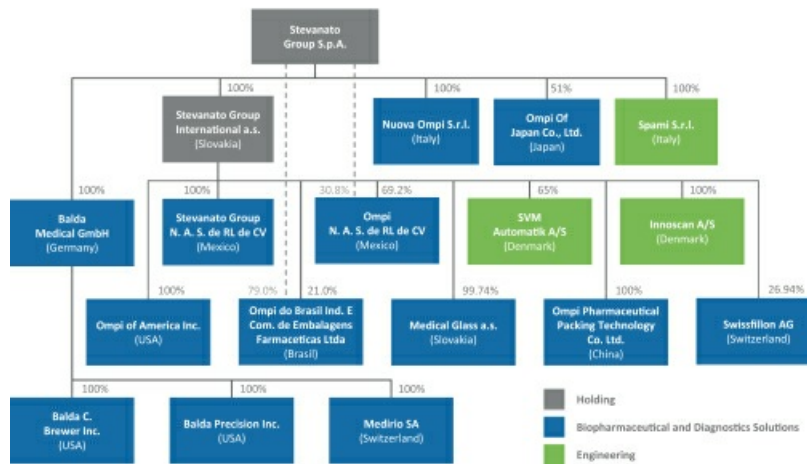 Stevanato
Group S.p.A.
100%
100%
51%
100%
Stevanato Group
International a.s.
(Slovakia)
Nuova Ompi S.r.l.
(Italy)
Ompi Of
Japan Co., Ltd.
(Japan)
Spami S.r.l.
(Italy)
100%
100%
30.8%
69.2%
65%
100%
Balda
Medical GmbH
(Germany)
Stevanato Group
N. A. S. de RL de CV
(Mexico)
Ompi
N. A. S. de RL de CV
(Mexico)
SVM
Automatik A/S
(Denmark)
Innoscan A/S
(Denmark)
100%
79.0%
21.0%
99.74%
100%
26.94%
Ompi of America Inc.
(USA)
Ompi do Brasil Ind. E
Com. de Embalagens
Farmaceticas Ltda
(Brasil)
Medical Glass a.s.
(Slovakia)
Ompi Pharmaceutical
Packing Technology
Co. Ltd.
(China)
Swissfillon AG
(Switzerland)
100%
100%
100%
Balda C.
Brewer Inc.
(USA)
Balda Precision Inc.
(USA)
Medirio SA
(Switzerland)
Holding
Biopharmaceutical and Diagnostics Solutions
Engineering